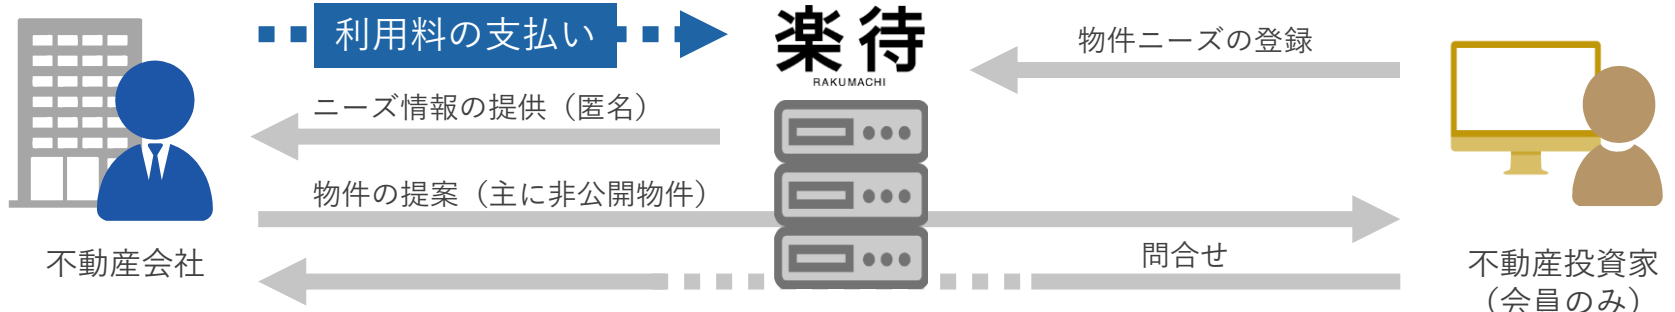 利用料の支払い
楽待
RAKUMACHI
物件ニーズの登録
ニーズ情報の提供（匿名）
物件の提案（主に非公開物件）
問合せ
不動産会社
不動産投資家
（会員のみ）